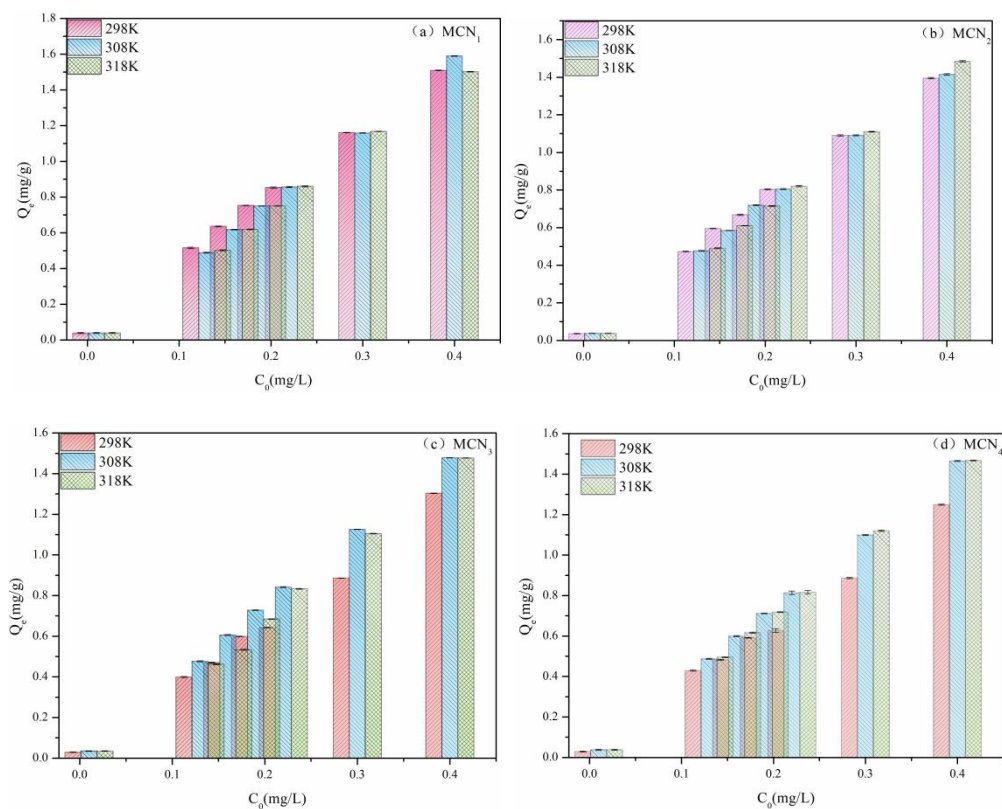 (a) MCN₁
298K
308K
318K
1.8
1.6
1.4
1.2
1.0
0.8
0.6
0.4
0.2
0.0
Qₑ(mg/g)
0.0 0.1 0.2 0.3 0.4
C₀(mg/L)
(b) MCN₂
298K
308K
318K
1.6
1.4
1.2
1.0
0.8
0.6
0.4
0.2
0.0
Qₑ(mg/g)
0.0 0.1 0.2 0.3 0.4
C₀(mg/L)
(c) MCN₃
298K
308K
318K
1.6
1.4
1.2
1.0
0.8
0.6
0.4
0.2
0.0
Qₑ(mg/g)
0.0 0.1 0.2 0.3 0.4
C₀(mg/L)
(d) MCN₄
298K
308K
318K
1.6
1.4
1.2
1.0
0.8
0.6
0.4
0.2
0.0
Qₑ(mg/g)
0.0 0.1 0.2 0.3 0.4
C₀(mg/L)